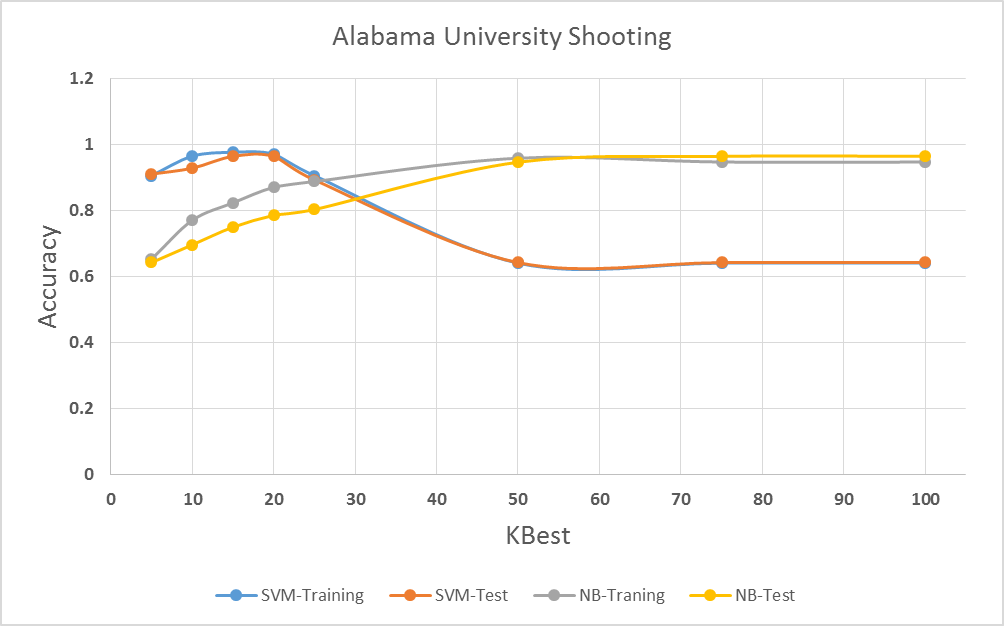 Alabama University Shooting
1.2
1
0.8
0.6
0.4
0.2
0
Accuracy
0 10 20 30 40 50 60 70 80 90 100
KBest
SVM-Training SVM-Test NB-Traning NB-Test